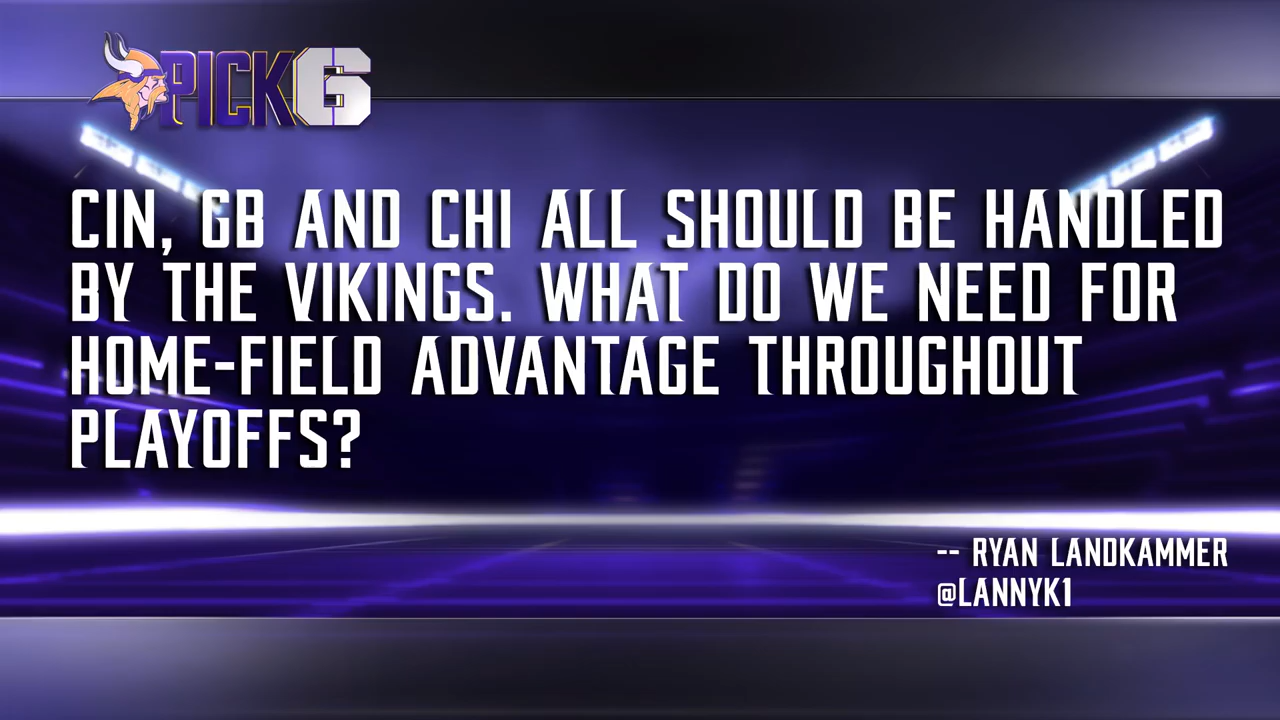 PICK6
CIN, GB AND CHI ALL SHOULD BE HANDLED
BY THE VIKINGS. WHAT DO WE NEED FOR
HOME-FIELD ADVANTAGE THROUGHOUT
PLAYOFFS?
-- RYAN LANDKAMMER
@LANNYK1